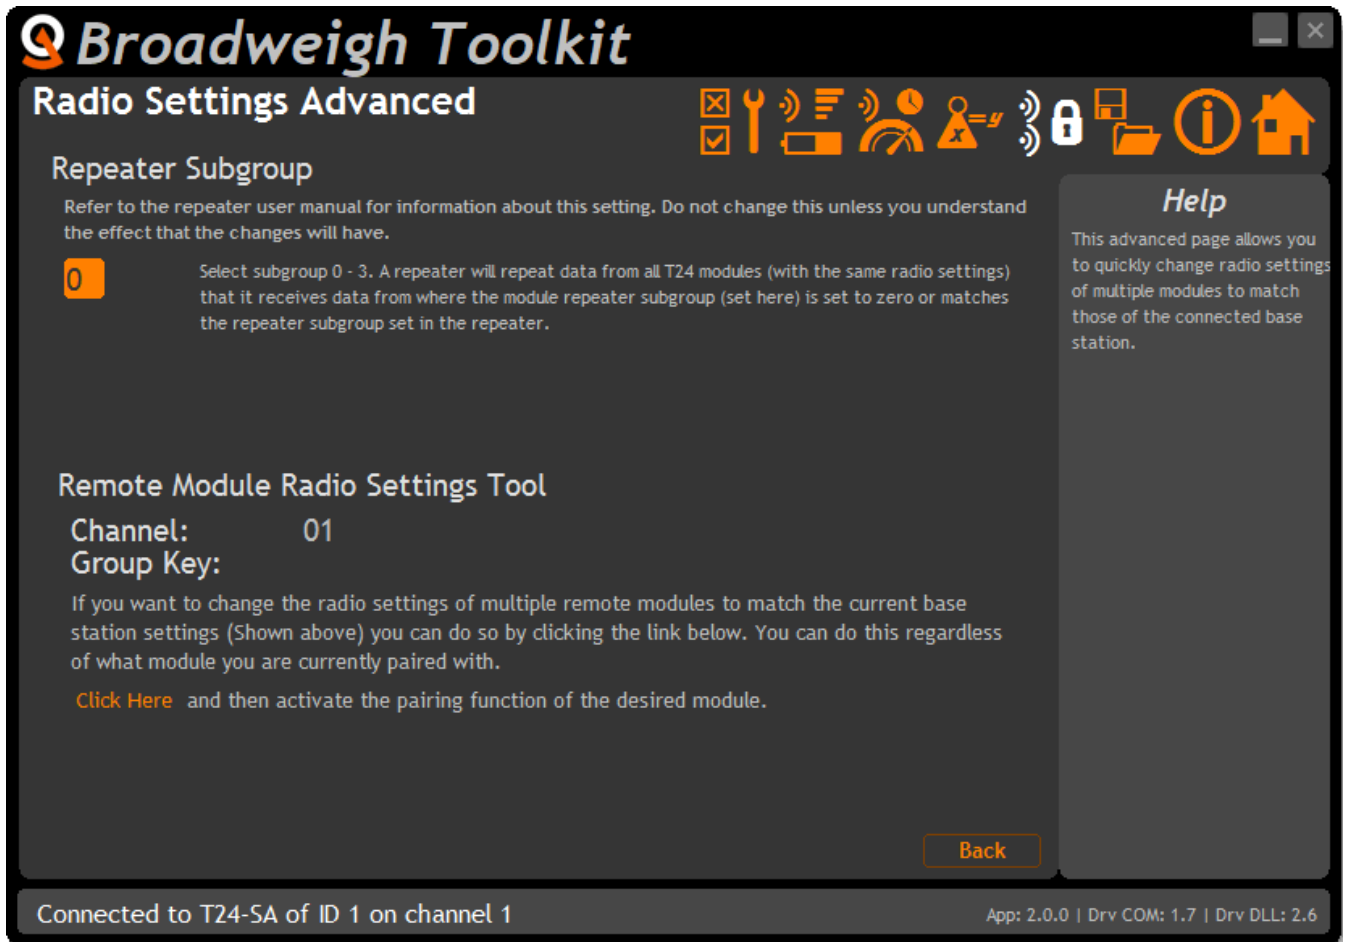 Broadweigh Toolkit
Radio Settings Advanced
x=y
Repeater Subgroup
Refer to the repeater user manual for information about this setting. Do not change this unless you understand
the effect that the changes will have.
0
Select subgroup 0 - 3. A repeater will repeat data from all T24 modules (with the same radio settings)
that it receives data from where the module repeater subgroup (set here) is set to zero or matches
the repeater subgroup set in the repeater.
Remote Module Radio Settings Tool
Channel: 01
Group Key:
If you want to change the radio settings of multiple remote modules to match the current base
station settings (Shown above) you can do so by clicking the link below. You can do this regardless
of what module you are currently paired with.
Click Here and then activate the pairing function of the desired module.
Back
Help
This advanced page allows you
to quickly change radio settings
of multiple modules to match
those of the connected base
station.
Connected to T24-SA of ID 1 on channel 1
App: 2.0.0 | Drv COM: 1.7 | Drv DLL: 2.6